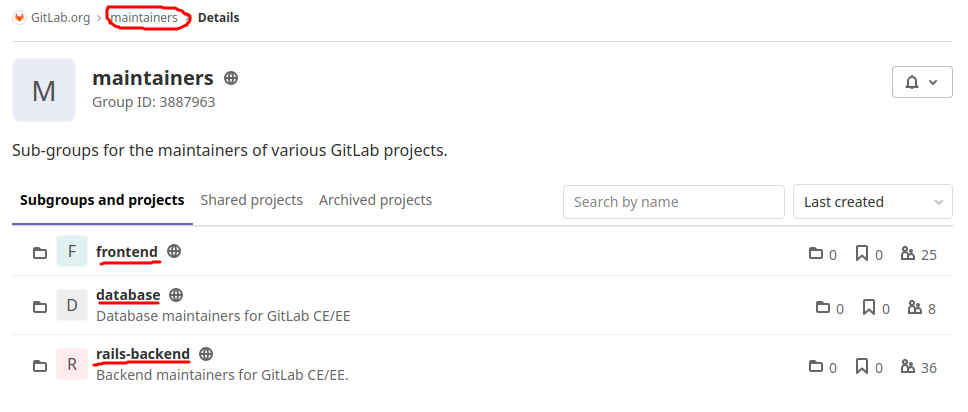 GitLab.org > maintainers > Details
M
maintainers
Group ID: 3887963
Sub-groups for the maintainers of various GitLab projects.
Subgroups and projects Shared projects Archived projects Search by name Last created
F frontend 0 0 25
D database 0 0 8
Database maintainers for GitLab CE/EE
R rails-backend 0 0 36
Backend maintainers for GitLab CE/EE.